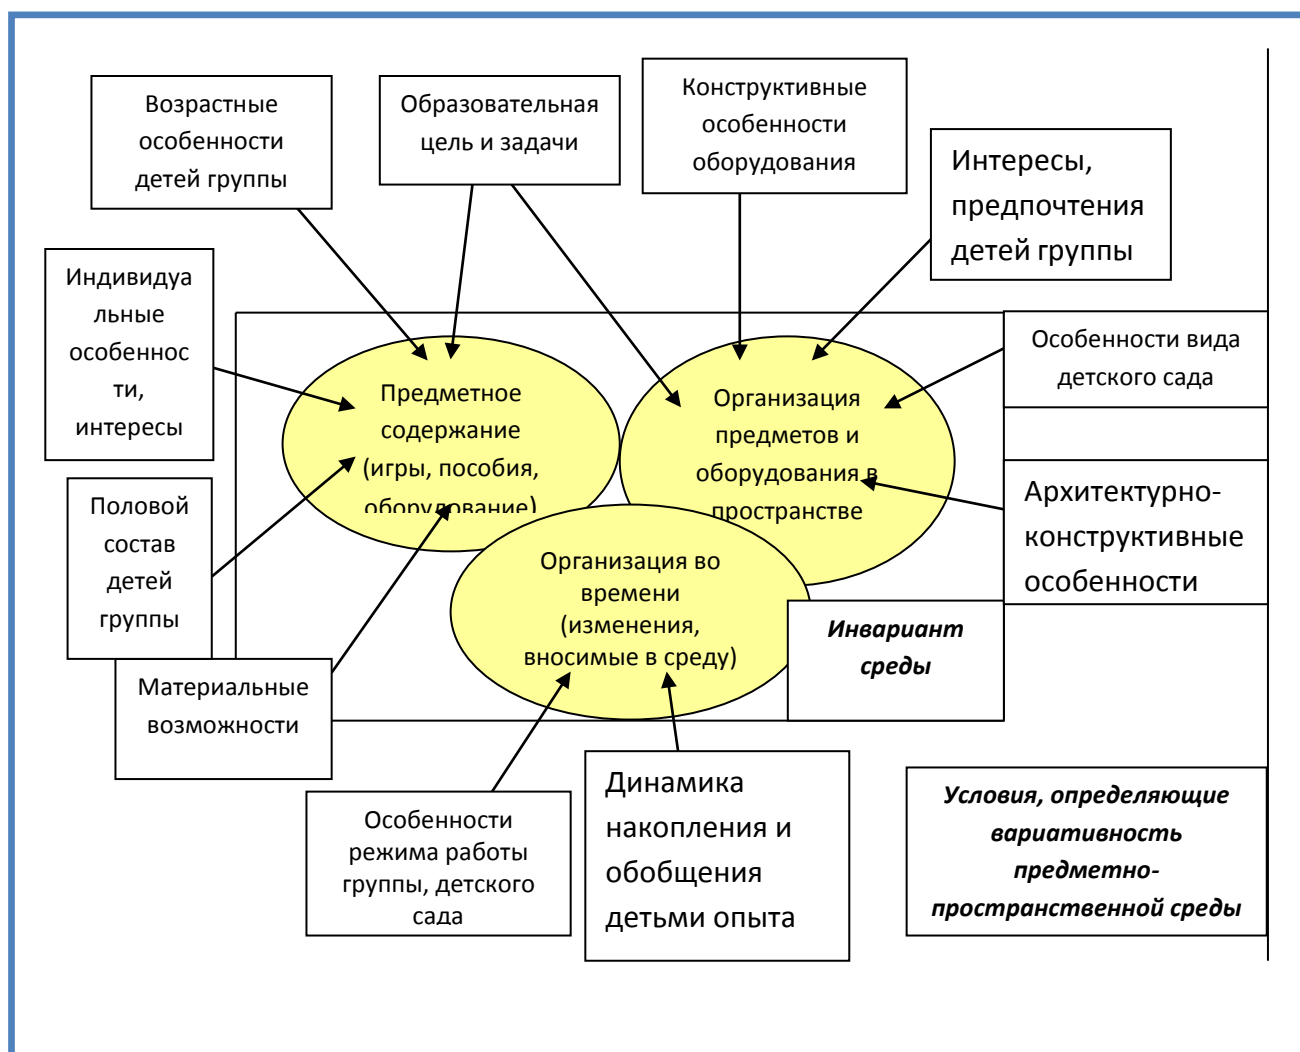 Возрастные
особенности
детей группы
Образовательная
цель и задачи
Конструктивные
особенности
оборудования
Интересы,
предпочтения
детей группы
Индивидуа
льные
особеннос
ти,
интересы
Особенности вида
детского сада
Предметное
содержание
(игры, пособия,
оборудование)
Организация
предметов и
оборудования в
пространстве
Архитектурно-
конструктивные
особенности
Половой
состав
детей
группы
Организация во
времени
(изменения,
вносимые в среду)
Инвариант
среды
Материальные
возможности
Особенности
режима работы
группы, детского
сада
Динамика
накопления и
обобщения
детьми опыта
Условия, определяющие
вариативность
предметно-
пространственной среды